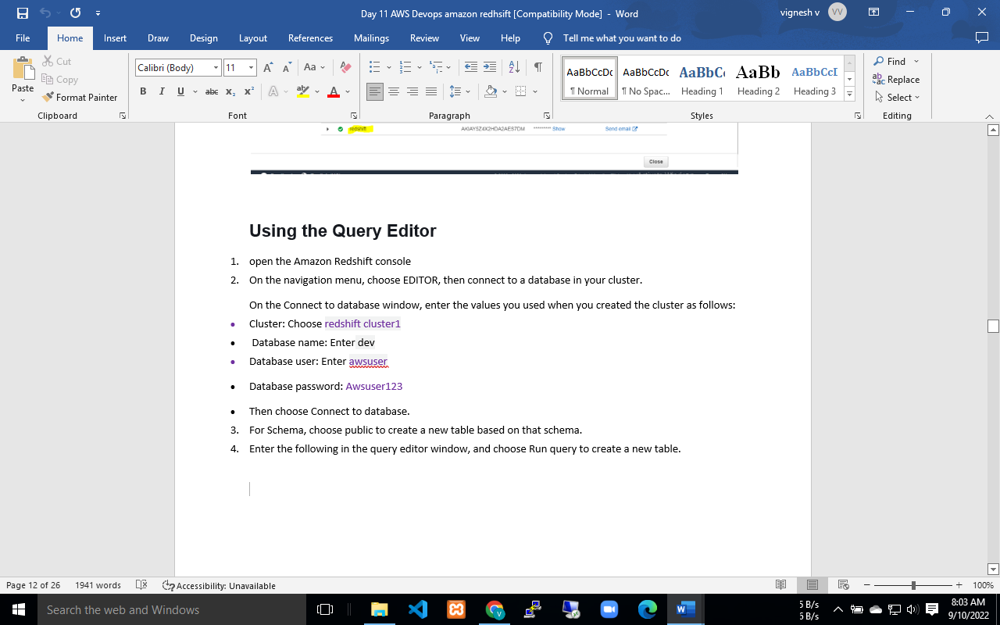 Day 11 AWS Devops amazon redhsift [Compatibility Mode] - Word
vignesh v
VV
File Home Insert Draw Design Layout References Mailings Review View Help Tell me what you want to do
Paste
Cut
Copy
Format Painter
Clipboard
Calibri (Body) 11
Font
Paragraph
AaBbCcDc AaBbCcDc AaBbC AaBb AaBbCcI
¶ Normal ¶ No Spac... Heading 1 Heading 2 Heading 3
Styles
Find
Replace
Select
Editing
redshift ********* Show Send email
Close
Using the Query Editor
1. open the Amazon Redshift console
2. On the navigation menu, choose EDITOR, then connect to a database in your cluster.
On the Connect to database window, enter the values you used when you created the cluster as follows:
• Cluster: Choose redshift cluster1
• Database name: Enter dev
• Database user: Enter awsuser
• Database password: Awsuser123
• Then choose Connect to database.
3. For Schema, choose public to create a new table based on that schema.
4. Enter the following in the query editor window, and choose Run query to create a new table.
Page 12 of 26 1941 words Accessibility: Unavailable 100%
Search the web and Windows
5 B/s
6 B/s
8:03 AM
9/10/2022